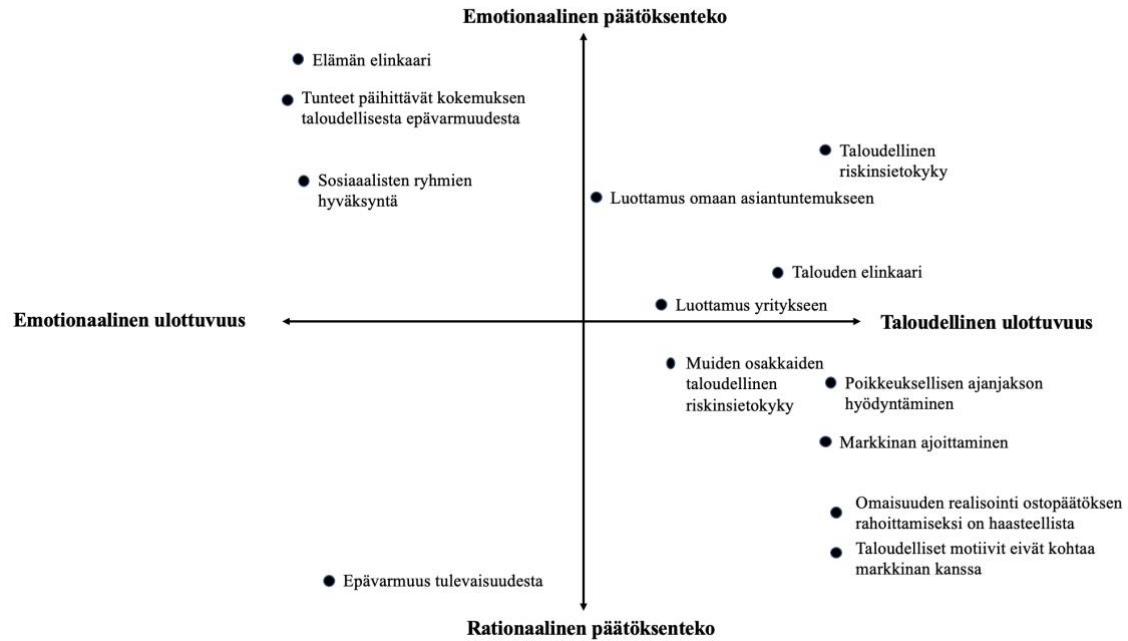 Emotionaalinen päätöksenteko
Elämän elinkaari
Tunteet päihittävät kokemuksen
taloudellisesta epävarmuudesta
Taloudellinen
riskinsietokyky
Sosiaaalisten ryhmien
hyväksyntä
Luottamus omaan asiantuntemukseen
Talouden elinkaari
Luottamus yritykseen
Emotionaalinen ulottuvuus
Taloudellinen ulottuvuus
Muiden osakkaiden
taloudellinen
riskinsietokyky
Poikkeuksellisen ajanjakson
hyödyntäminen
Markkinan ajoittaminen
Omaisuuden realisointi ostopäätöksen
rahoittamiseksi on haasteellista
Taloudelliset motiivit eivät kohtaa
markkinan kanssa
Epävarmuus tulevaisuudesta
Rationaalinen päätöksenteko